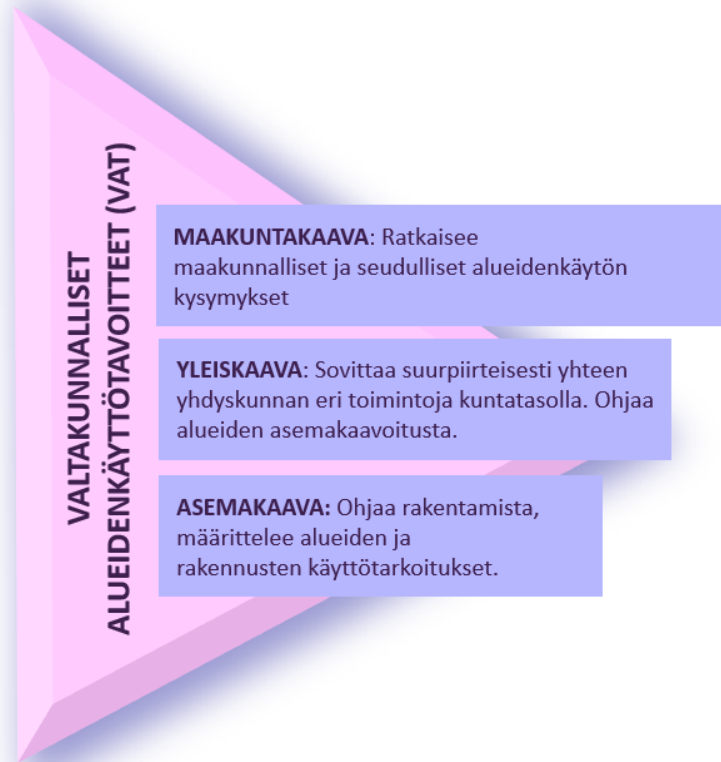 VALTAKUNNALLISET
ALUEIDENKÄYTTÖTAVOITTEET (VAT)
MAAKUNTAKAAVA: Ratkaisee
maakunnalliset ja seudulliset alueidenkäytön
kysymykset
YLEISKAAVA: Sovittaa suurpiirteisesti yhteen
yhdyskunnan eri toimintoja kuntatasolla. Ohjaa
alueiden asemakaavoitusta.
ASEMAKAAVA: Ohjaa rakentamista,
määrittelee alueiden ja
rakennusten käyttötarkoitukset.